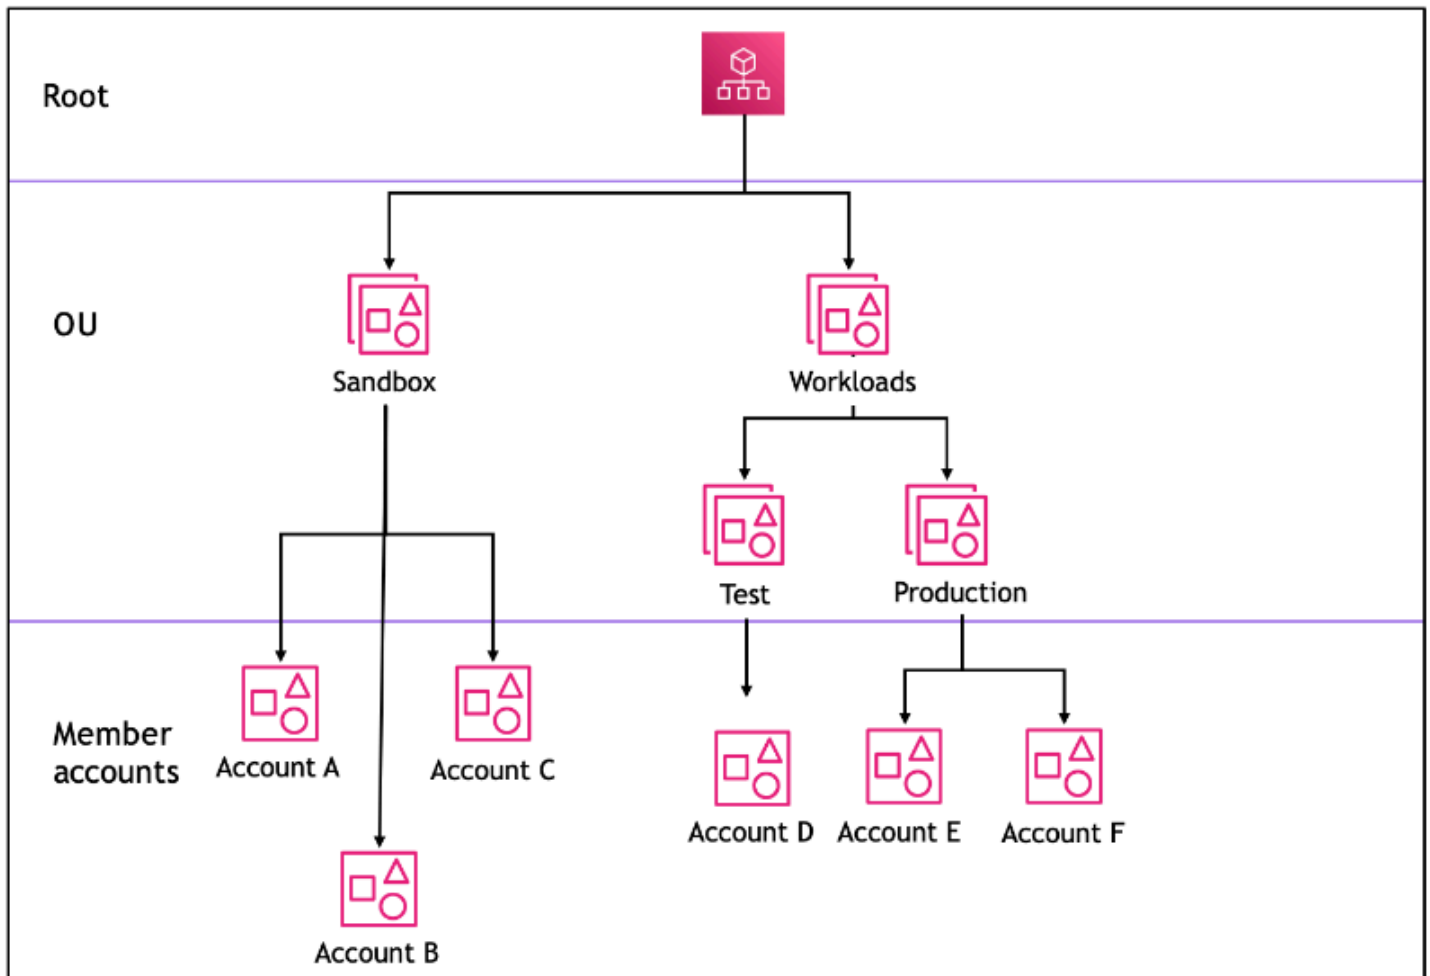 Root
OU
Sandbox
Workloads
Test
Production
Member
accounts
Account A
Account C
Account D
Account E
Account F
Account B